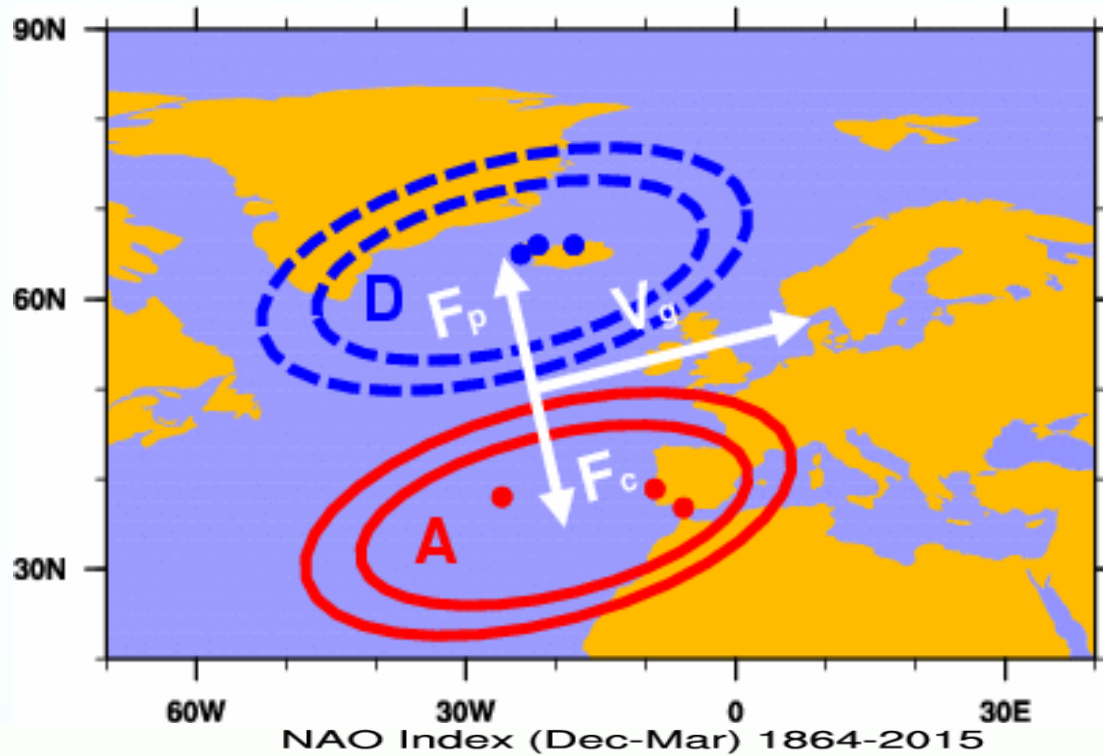 90N
60N
30N
D
Fp
Vg
Fc
A
60W 30W 0 30E
NAO Index (Dec-Mar) 1864-2015